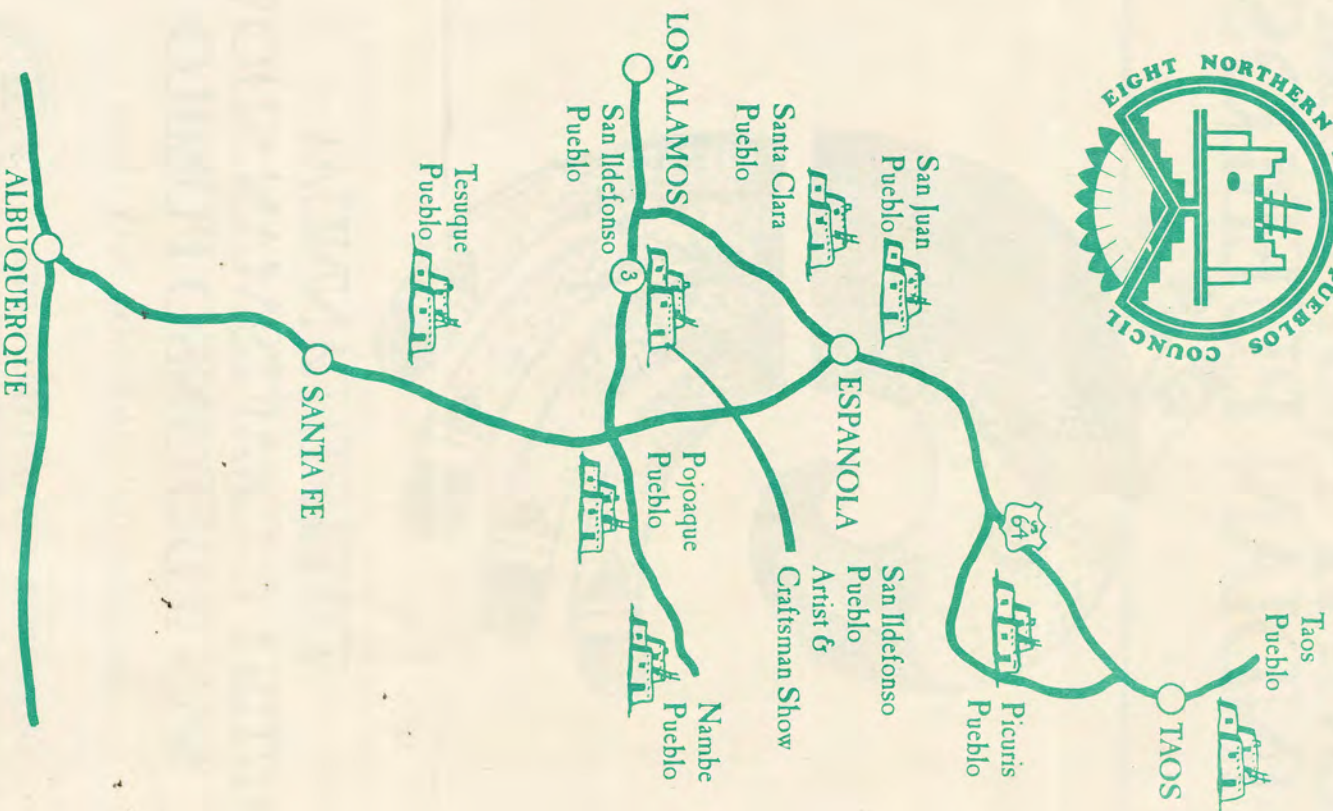 EIGHT NORTHERN
PUEBLOS COUNCIL
Taos
Pueblo
TAOS
US
64
Picuris
Pueblo
San Juan
Pueblo
ESPANOLA
San Ildefonso
Pueblo
Artist &
Craftsman Show
Santa Clara
Pueblo
LOS ALAMOS
San Ildefonso
Pueblo
3
Pojoaque
Pueblo
Nambe
Pueblo
Tesuque
Pueblo
SANTA FE
ALBUQUERQUE